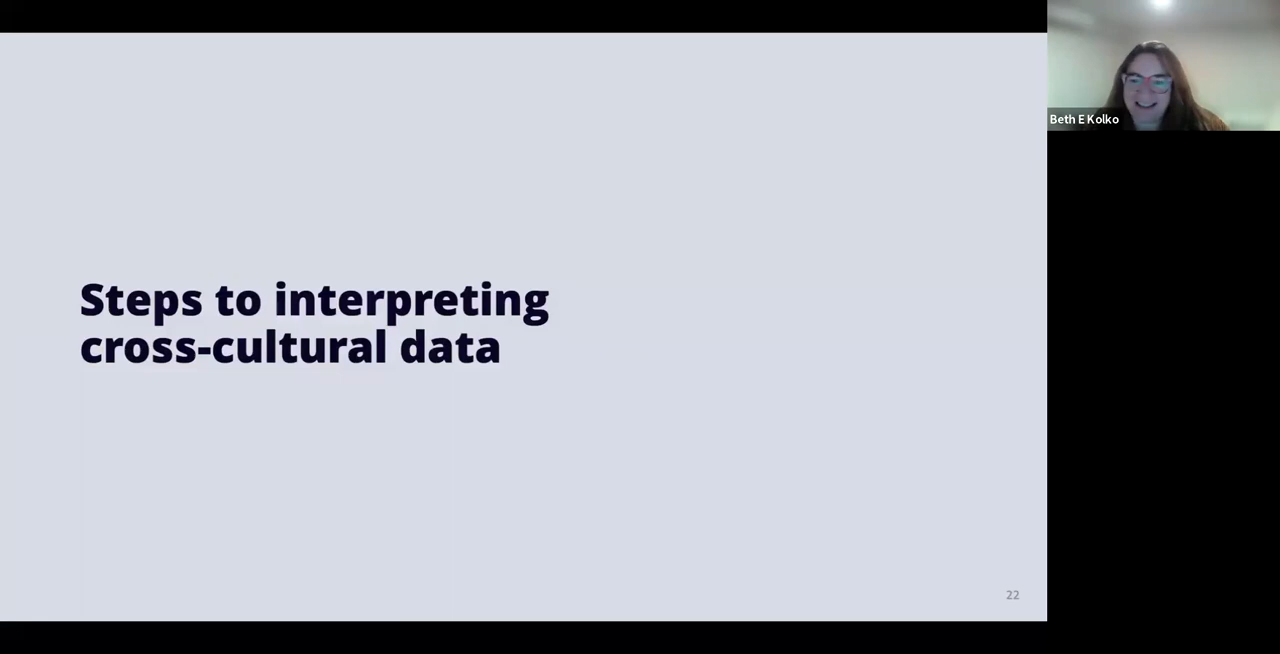 Steps to interpreting
cross-cultural data
22
Beth E Kolko